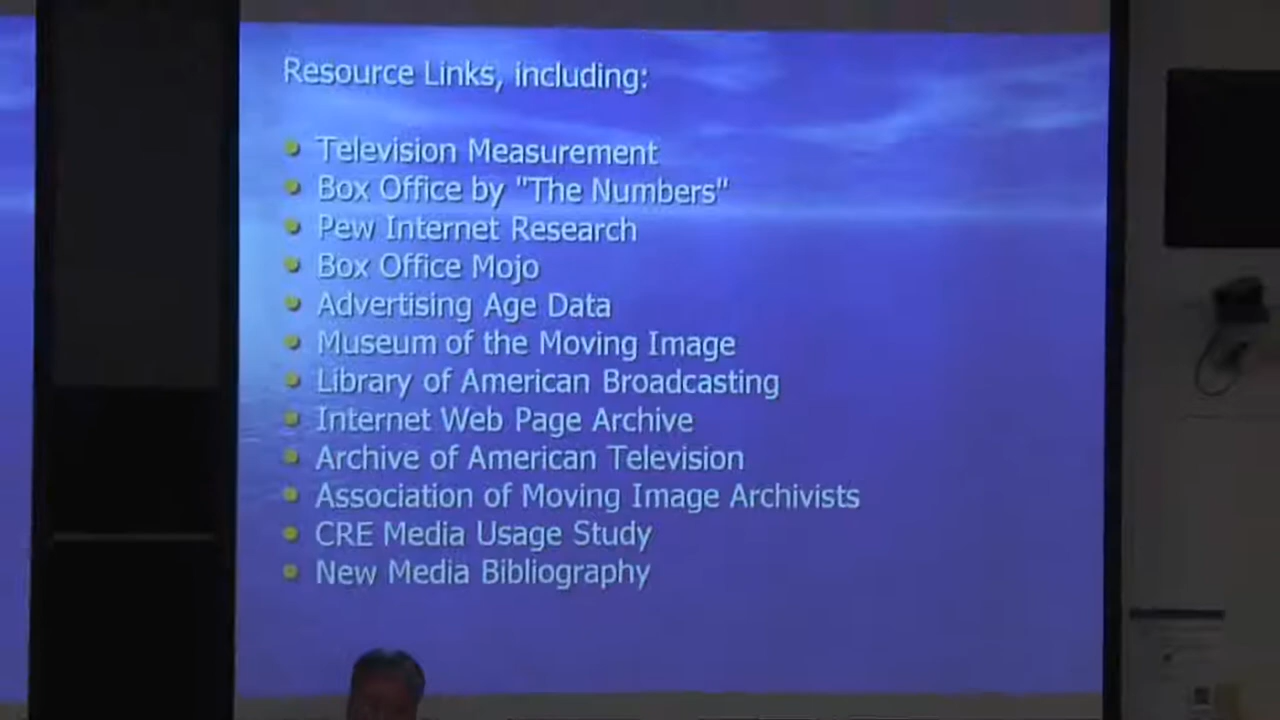 Resource Links, including:
Television Measurement
Box Office by "The Numbers"
Pew Internet Research
Box Office Mojo
Advertising Age Data
Museum of the Moving Image
Library of American Broadcasting
Internet Web Page Archive
Archive of American Television
Association of Moving Image Archivists
CRE Media Usage Study
New Media Bibliography